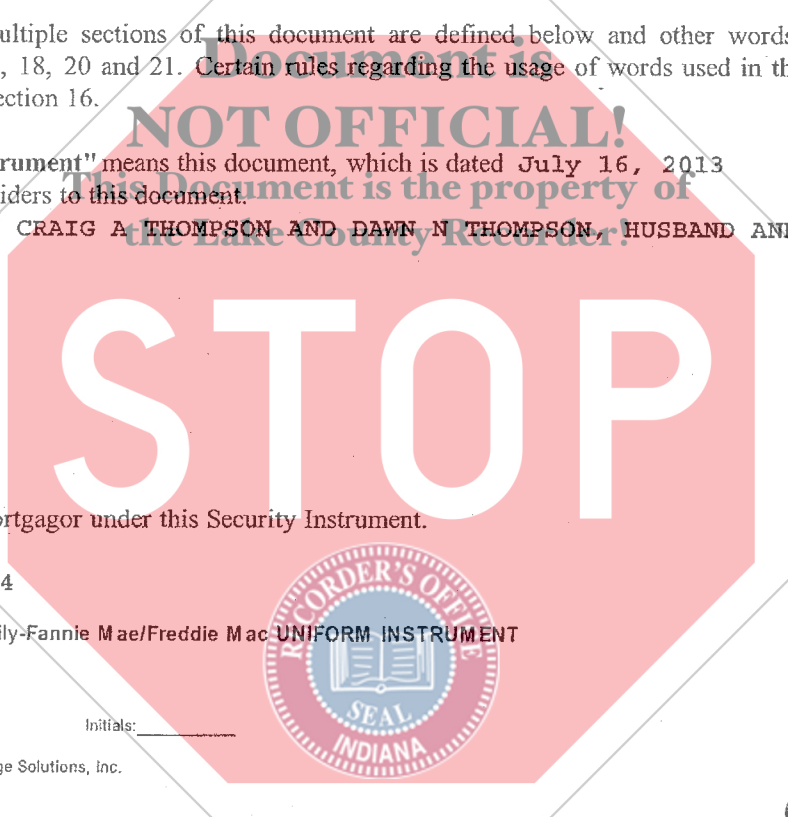 ultiple sections of this document are defined below and other words
Document is
, 18, 20 and 21. Certain rules regarding the usage of words used in th
ection 16.
NOT OFFICIAL!
rument" means this document, which is dated July 16, 2013
This Document is the property of
iders to this document.
CRAIG A THOMPSON AND DAWN N THOMPSON, HUSBAND AN
the Lake County Recorder!
STOP
ortgagor under this Security Instrument.
4
ily-Fannie Mae/Freddie Mac UNIFORM INSTRUMENT
RECORDER'S OFFICE
SEAL
INDIANA
Initials:
ge Solutions, Inc.